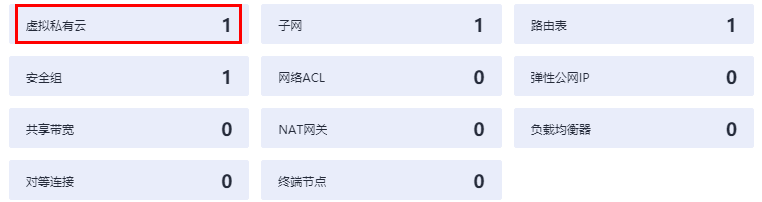 虚拟私有云 1 子网 1 路由表 1
安全组 1 网络ACL 0 弹性公网IP 0
共享带宽 0 NAT网关 0 负载均衡器 0
对等连接 0 终端节点 0